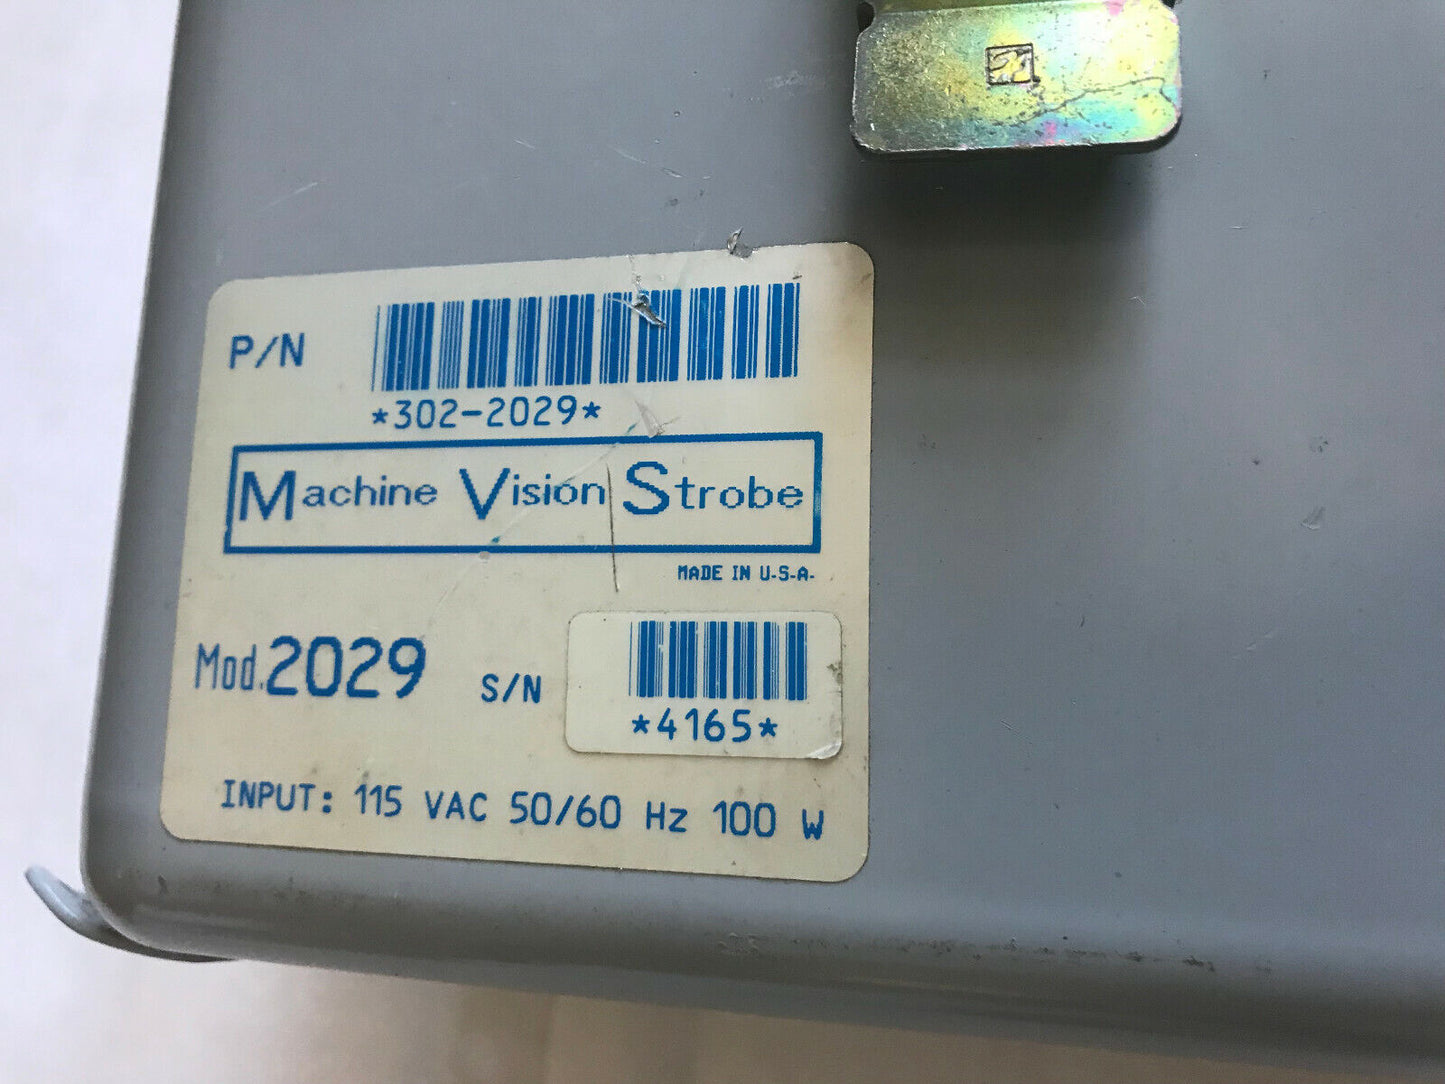 P/N
*302-2029*
Machine Vision Strobe
MADE IN U.S.A.
Mod. 2029 S/N
*4165*
INPUT: 115 VAC 50/60 Hz 100 W